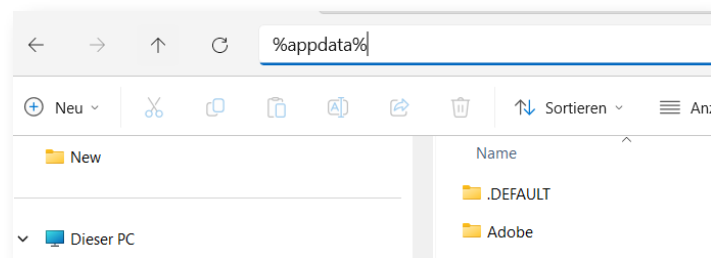 %appdata%
Neu
Sortieren
New
Name
.DEFAULT
Dieser PC
Adobe